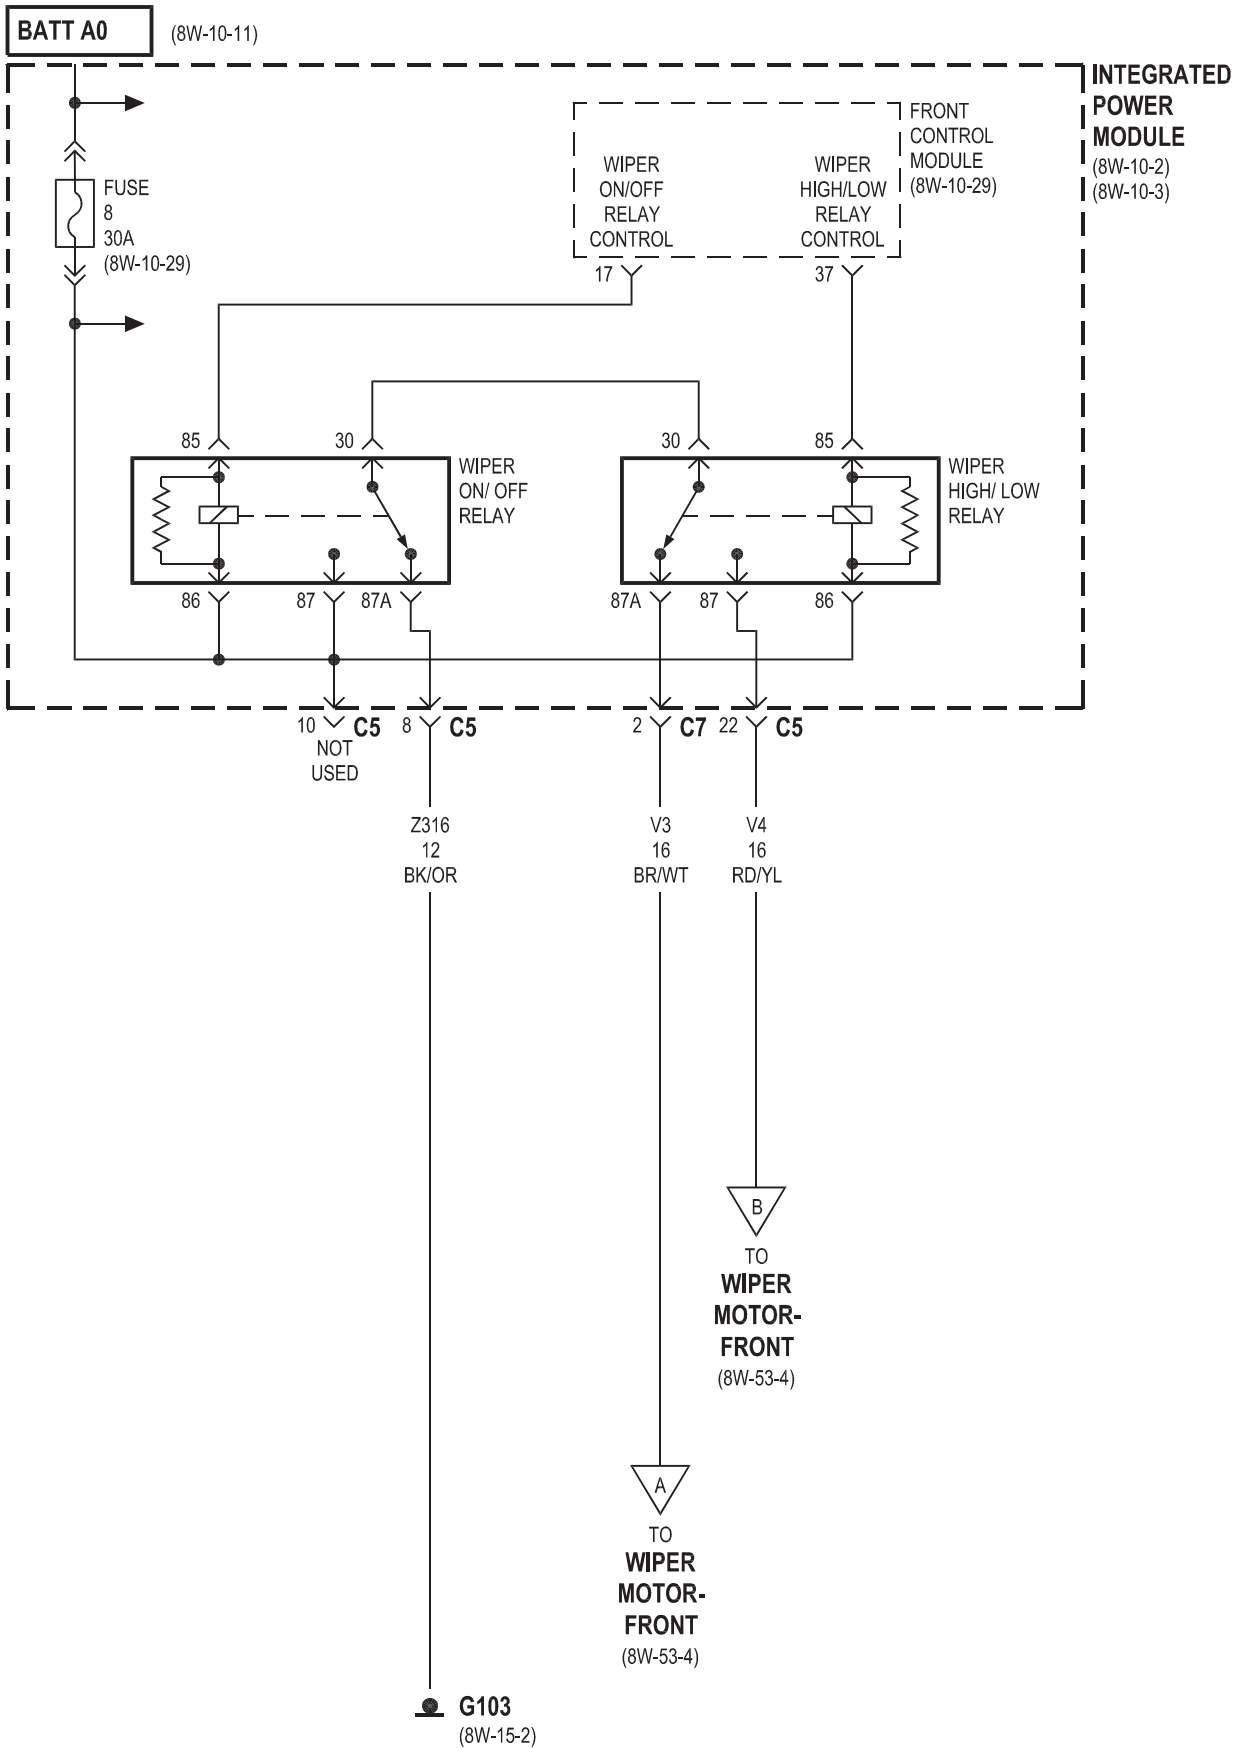 BATT A0
(8W-10-11)
INTEGRATED
POWER
MODULE
(8W-10-2)
(8W-10-3)
FRONT
CONTROL
MODULE
(8W-10-29)
WIPER
ON/OFF
RELAY
CONTROL
WIPER
HIGH/LOW
RELAY
CONTROL
FUSE
8
30A
(8W-10-29)
17
37
85
30
30
85
WIPER
ON/ OFF
RELAY
WIPER
HIGH/ LOW
RELAY
86
87
87A
87A
87
86
10
C5
NOT
USED
8
C5
2
C7
22
C5
Z316
12
BK/OR
V3
16
BR/WT
V4
16
RD/YL
B
TO
WIPER
MOTOR-
FRONT
(8W-53-4)
A
TO
WIPER
MOTOR-
FRONT
(8W-53-4)
G103
(8W-15-2)